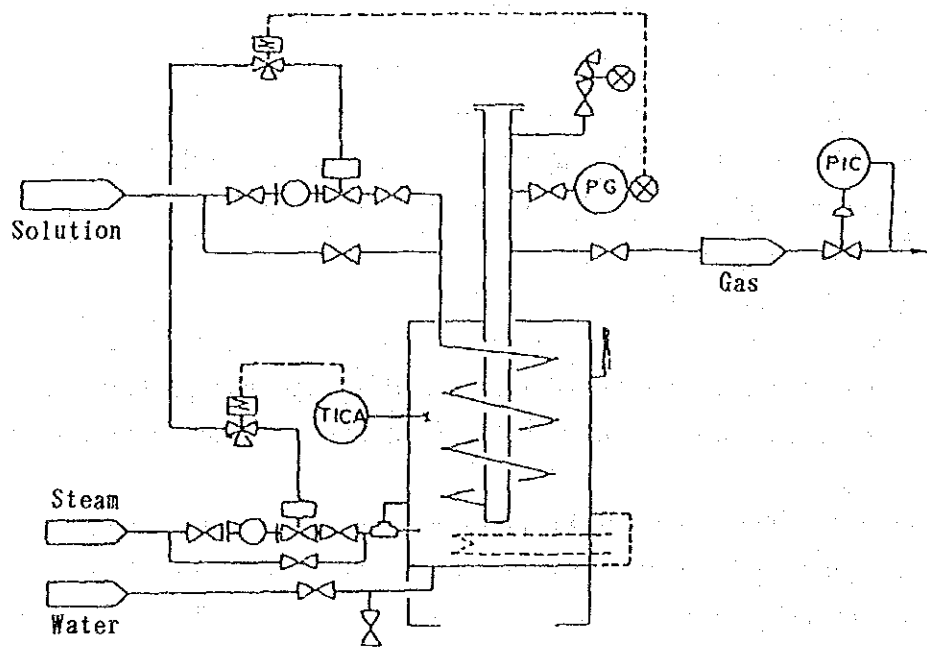 PIC
PG
Solution
Gas
TICA
Steam
Water